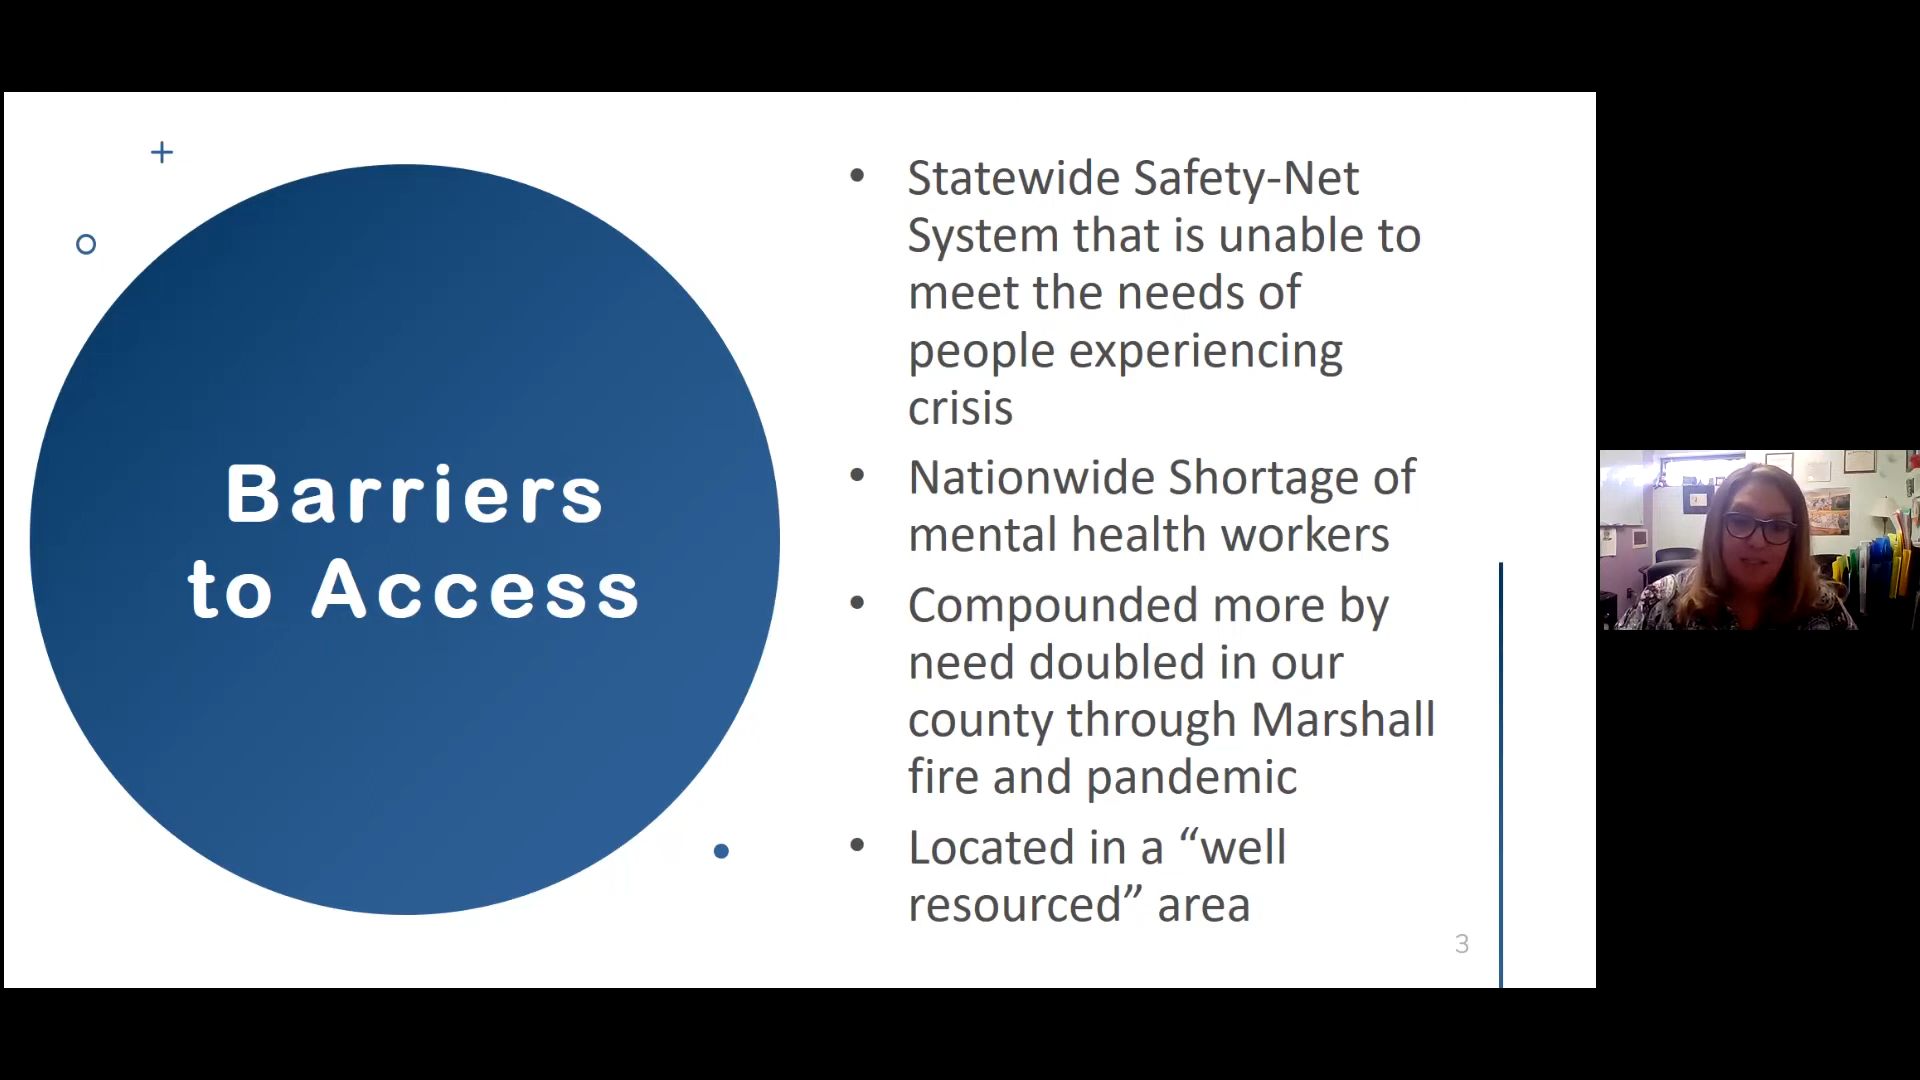 Barriers
to Access
• Statewide Safety-Net
System that is unable to
meet the needs of
people experiencing
crisis
• Nationwide Shortage of
mental health workers
• Compounded more by
need doubled in our
county through Marshall
fire and pandemic
• Located in a “well
resourced” area
3